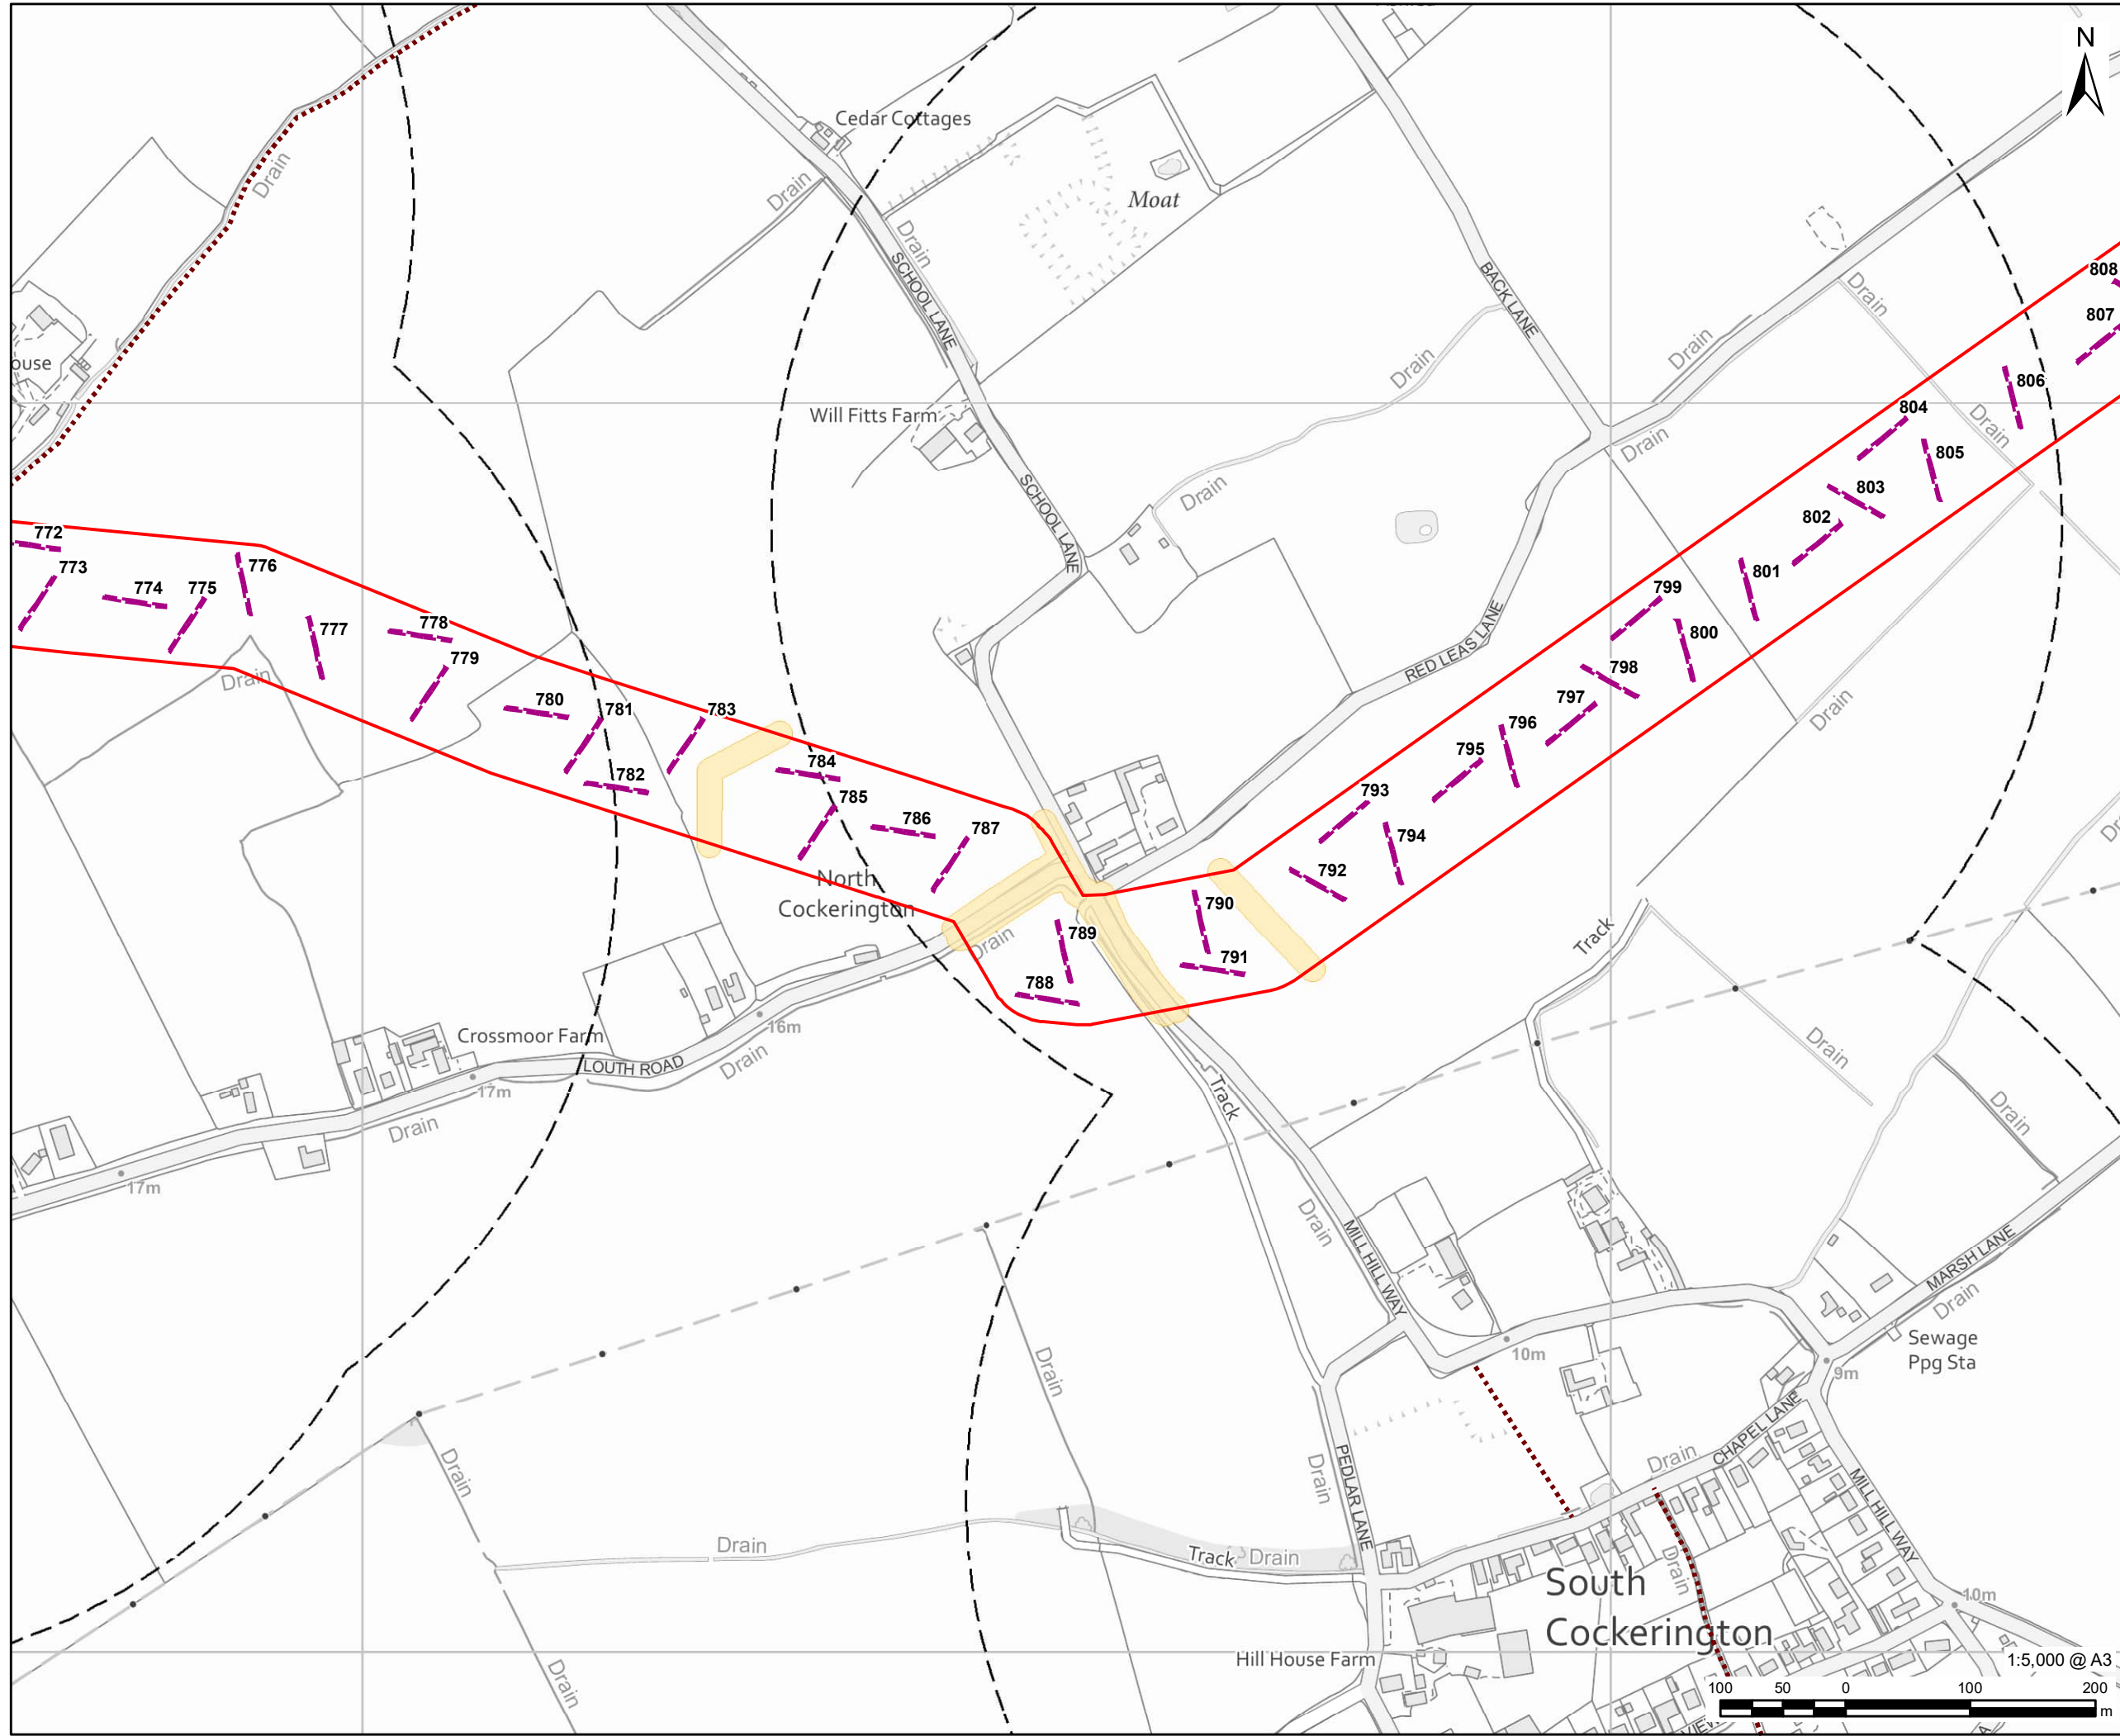 N
Cedar Cottages
Drain
Drain
Moat
Drain
SCHOOL LANE
BACK LANE
808
Drain
807
Drain
ouse
Drain
806
Will Fitts Farm
804
Drain
Drain
805
SCHOOL LANE
Drain
803
802
772
773
776
801
774
775
799
777
778
RED LEAS LANE
800
779
798
797
Drain
Drain
780
781
783
796
795
784
782
793
785
786
787
794
North
Cockerington
792
790
789
Drain
Track
791
788
Crossmoor Farm
16m
LOUTH ROAD
Drain
Drain
17m
Track
Drain
Drain
17m
Drain
MILL HILL WAY
MARSH LANE
Drain
Sewage
Ppg Sta
10m
9m
Drain
CHAPEL LANE
Drain
Drain
Drain
PEDLAR LANE
MILL HILL WAY
Drain
Track
Drain
Drain
South
Cockerington
10m
Hill House Farm
Drain
1:5,000 @ A3
100 50 0 100 200
m